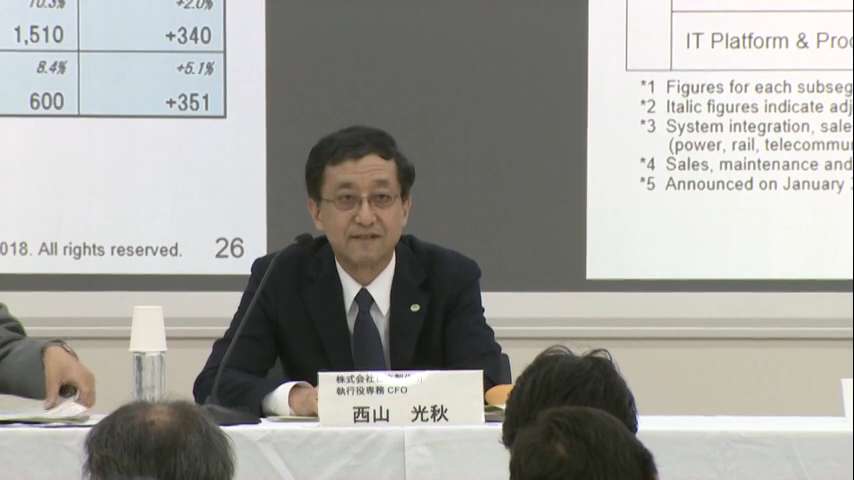 10.3% +2.0%
1,510 +340
8.4% +5.1%
600 +351
018. All rights reserved. 26
IT Platform & Proc
*1 Figures for each subseg
*2 Italic figures indicate adj
*3 System integration, sale
(power, rail, telecommu
*4 Sales, maintenance and
*5 Announced on January
株式会社
執行役専務 CFO
西山 光秋